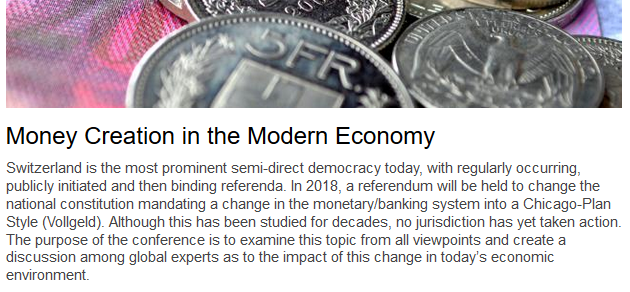 5 FR.
Money Creation in the Modern Economy
Switzerland is the most prominent semi-direct democracy today, with regularly occurring,
publicly initiated and then binding referenda. In 2018, a referendum will be held to change the
national constitution mandating a change in the monetary/banking system into a Chicago-Plan
Style (Vollgeld). Although this has been studied for decades, no jurisdiction has yet taken action.
The purpose of the conference is to examine this topic from all viewpoints and create a
discussion among global experts as to the impact of this change in today's economic
environment.